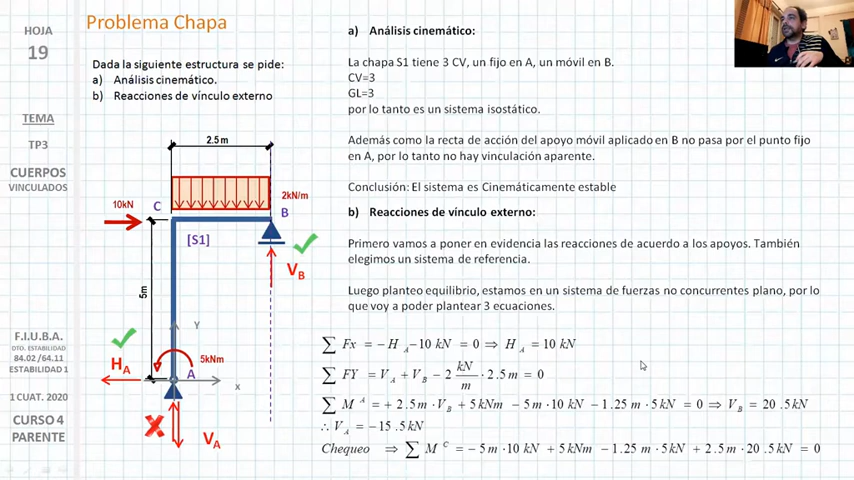 HOJA
19
TEMA
TP3
CUERPOS
VINCULADOS
F.I.U.B.A.
DTO. ESTABILIDAD
84.02/64.11
ESTABILIDAD 1
1 CUAT. 2020
CURSO 4
PARENTE
Problema Chapa
Dada la siguiente estructura se pide:
a) Análisis cinemático.
b) Reacciones de vínculo externo
2.5 m
2kN/m
10kN
C
B
[S1]
V_B
5m
Y
5kNm
H_A
A
x
V_A
a) Análisis cinemático:
La chapa S1 tiene 3 CV, un fijo en A, un móvil en B.
CV=3
GL=3
por lo tanto es un sistema isostático.
Además como la recta de acción del apoyo móvil aplicado en B no pasa por el punto fijo
en A, por lo tanto no hay vinculación aparente.
Conclusión: El sistema es Cinemáticamente estable
b) Reacciones de vínculo externo:
Primero vamos a poner en evidencia las reacciones de acuerdo a los apoyos. También
elegimos un sistema de referencia.
Luego planteo equilibrio, estamos en un sistema de fuerzas no concurrentes plano, por lo
que voy a poder plantear 3 ecuaciones.
∑ Fx = − H_A −10 kN = 0 ⇒ H_A = 10 kN
∑ FY = V_A + V_B − 2 kN/m · 2.5 m = 0
∑ M^A = + 2.5 m · V_B + 5 kNm − 5 m · 10 kN − 1.25 m · 5 kN = 0 ⇒ V_B = 20 .5 kN
∴ V_A = −15 .5 kN
Chequeo ⇒ ∑ M^C = − 5 m · 10 kN + 5 kNm − 1.25 m · 5 kN + 2.5 m · 20 .5 kN = 0